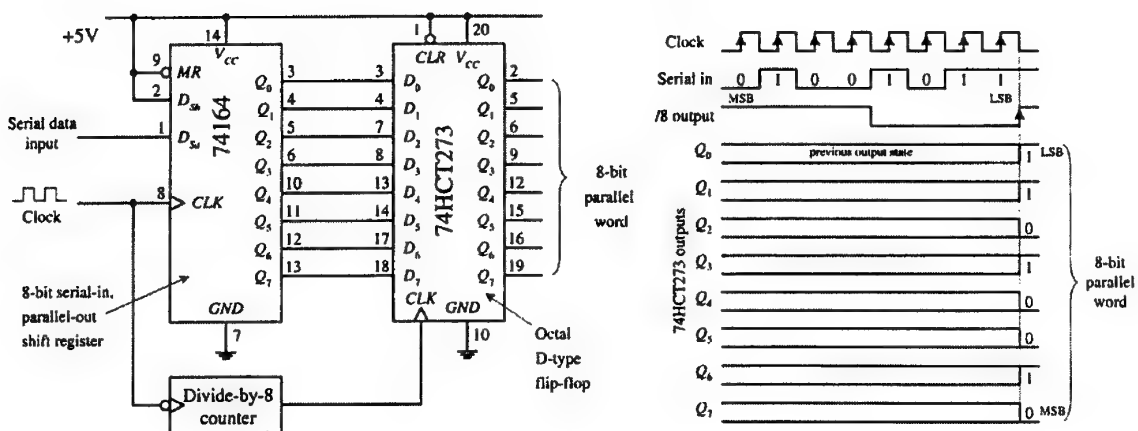 +5V
14
V_CC
9
MR
2
D_Sb
Serial data
input
1
D_Sa
8
CLK
Clock
74164
Q_0
Q_1
Q_2
Q_3
Q_4
Q_5
Q_6
Q_7
3
4
5
6
10
11
12
13
GND
7
8-bit serial-in,
parallel-out
shift register
Divide-by-8
counter
1
20
CLR
V_CC
3
4
7
8
13
14
17
18
D_0
D_1
D_2
D_3
D_4
D_5
D_6
D_7
CLK
74HCT273
Q_0
Q_1
Q_2
Q_3
Q_4
Q_5
Q_6
Q_7
2
5
6
9
12
15
16
19
GND
10
8-bit
parallel
word
Octal
D-type
flip-flop
Clock
Serial in
0 1 0 0 1 0 1 1
MSB LSB
/8 output
Q_0 previous output state 1 LSB
Q_1 1
Q_2 0
Q_3 1
Q_4 0
Q_5 0
Q_6 1
Q_7 0 MSB
74HCT273 outputs
8-bit
parallel
word